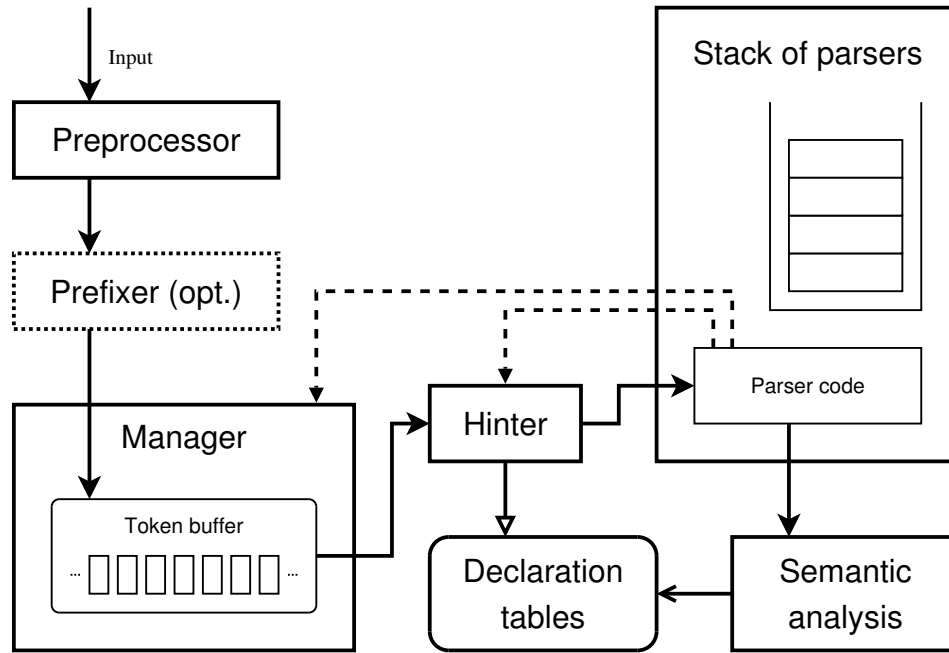 Input
Stack of parsers
Preprocessor
Prefixer (opt.)
Parser code
Manager
Hinter
Token buffer
... ...
Declaration
tables
Semantic
analysis